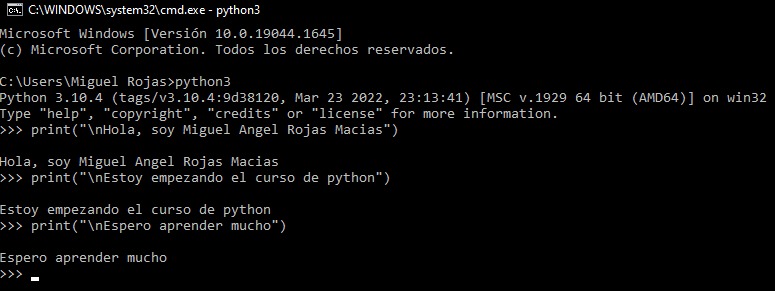 C:\WINDOWS\system32\cmd.exe - python3
Microsoft Windows [Versión 10.0.19044.1645]
(c) Microsoft Corporation. Todos los derechos reservados.
C:\Users\Miguel Rojas>python3
Python 3.10.4 (tags/v3.10.4:9d38120, Mar 23 2022, 23:13:41) [MSC v.1929 64 bit (AMD64)] on win32
Type "help", "copyright", "credits" or "license" for more information.
>>> print("\nHola, soy Miguel Angel Rojas Macias")
Hola, soy Miguel Angel Rojas Macias
>>> print("\nEstoy empezando el curso de python")
Estoy empezando el curso de python
>>> print("\nEspero aprender mucho")
Espero aprender mucho
>>>